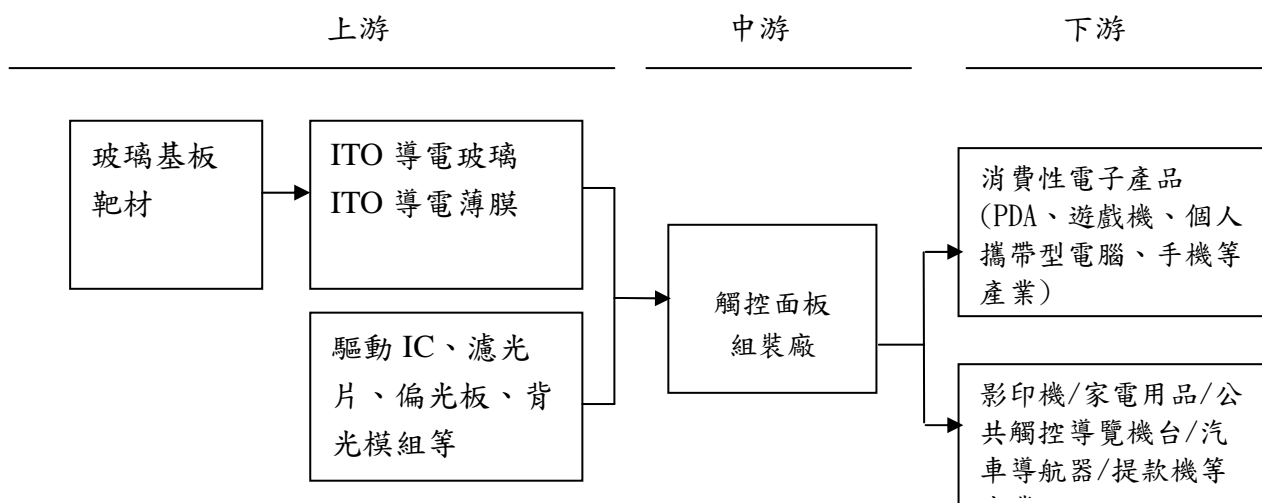 上游
中游
下游
玻璃基板
靶材
ITO 導電玻璃
ITO 導電薄膜
驅動 IC、濾光
片、偏光板、背
光模組等
觸控面板
組裝廠
消費性電子產品
(PDA、遊戲機、個人
攜帶型電腦、手機等
產業)
影印機/家電用品/公
共觸控導覽機台/汽
車導航器/提款機等